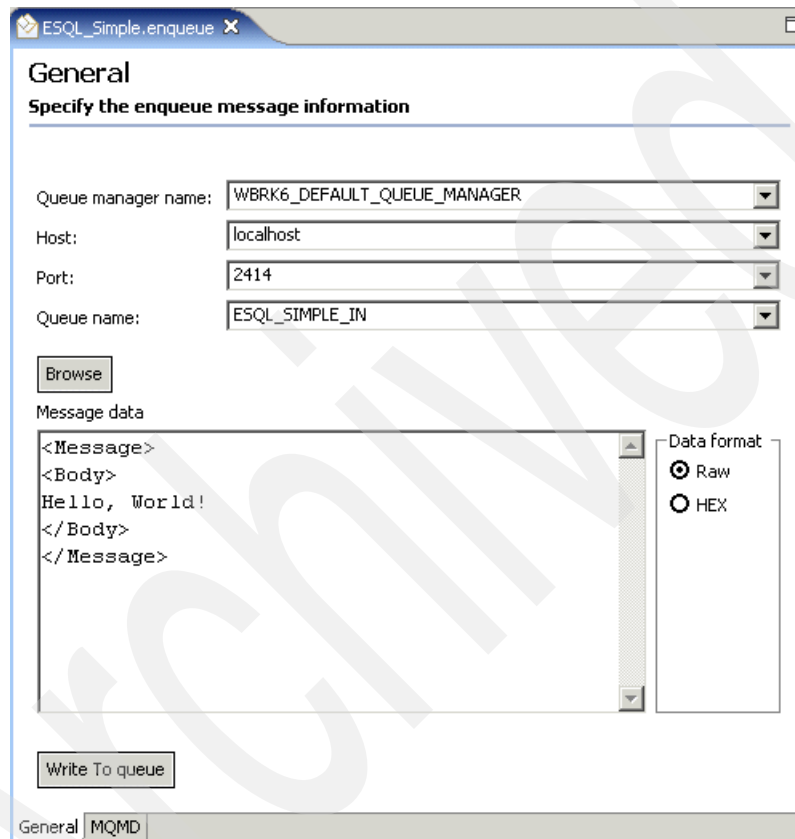 ESQL_Simple.enqueue
General
Specify the enqueue message information
Queue manager name: WBRK6_DEFAULT_QUEUE_MANAGER
Host: localhost
Port: 2414
Queue name: ESQL_SIMPLE_IN
Browse
Message data
<Message>
<Body>
Hello, World!
</Body>
</Message>
Data format
Raw
HEX
Write To queue
General MQMD
Archived